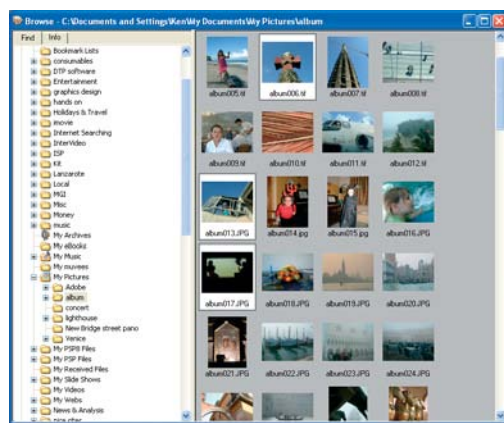 Browse - C:\Documents and Settings\Ken\My Documents\My Pictures\album
Find Info
Bookmark Lists
consumables
DTP software
Entertainment
graphics design
hands on
Holidays & Travel
imovie
Internet Searching
InterVideo
ISP
Kit
Lanzarote
Local
MGI
Misc
Money
music
My Archives
My eBooks
My Music
My muvees
My Pictures
Adobe
album
concert
lighthouse
New Bridge street pano
Venice
My PSP8 Files
My PSP Files
My Received Files
My Slide Shows
My Videos
My Webs
News & Analysis
album005.tif album006.tif album007.tif album008.tif
album009.tif album010.tif album011.tif album012.tif
album013.JPG album014.jpg album015.jpg album016.JPG
album017.JPG album018.JPG album019.JPG album020.JPG
album021.JPG album022.JPG album023.JPG album024.JPG